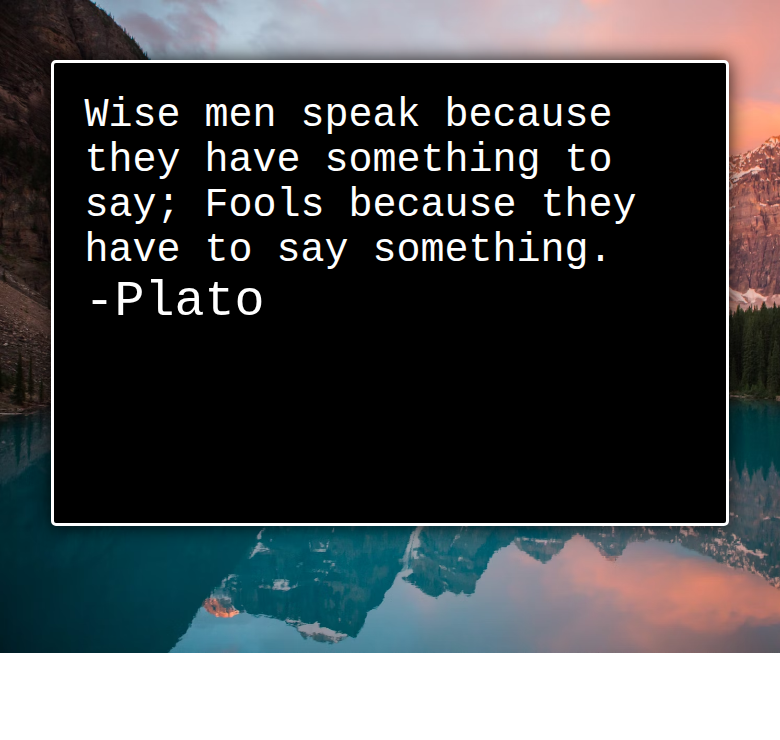 Wise men speak because
they have something to
say; Fools because they
have to say something.
-Plato